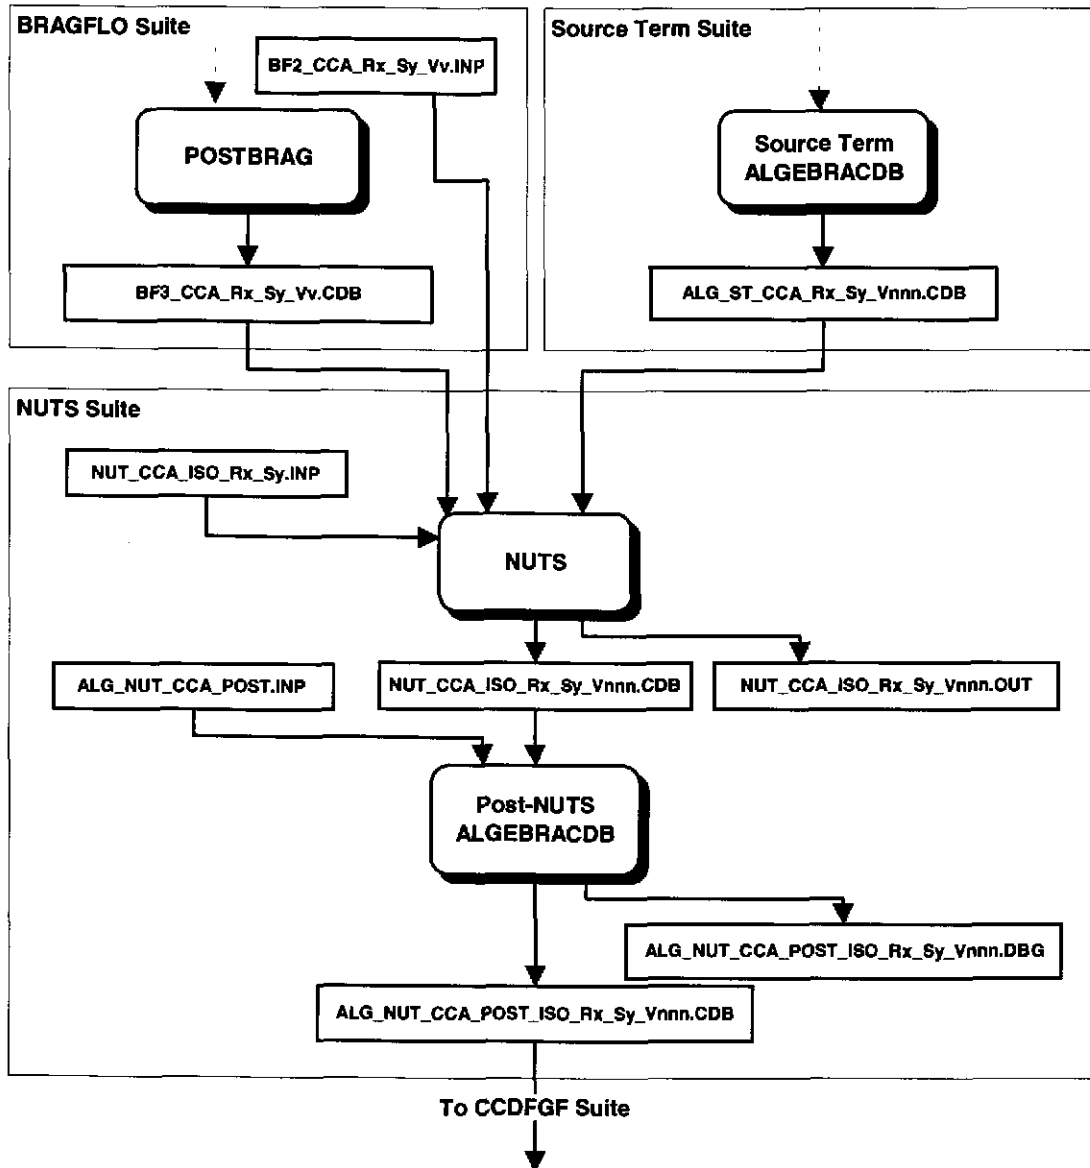 BRAGFLO Suite
Source Term Suite
BF2_CCA_Rx_Sy_Vv.INP
POSTBRAG
Source Term
ALGEBRACDB
BF3_CCA_Rx_Sy_Vv.CDB
ALG_ST_CCA_Rx_Sy_Vnnn.CDB
NUTS Suite
NUT_CCA_ISO_Rx_Sy.INP
NUTS
ALG_NUT_CCA_POST.INP
NUT_CCA_ISO_Rx_Sy_Vnnn.CDB
NUT_CCA_ISO_Rx_Sy_Vnnn.OUT
Post-NUTS
ALGEBRACDB
ALG_NUT_CCA_POST_ISO_Rx_Sy_Vnnn.DBG
ALG_NUT_CCA_POST_ISO_Rx_Sy_Vnnn.CDB
To CCDFGF Suite